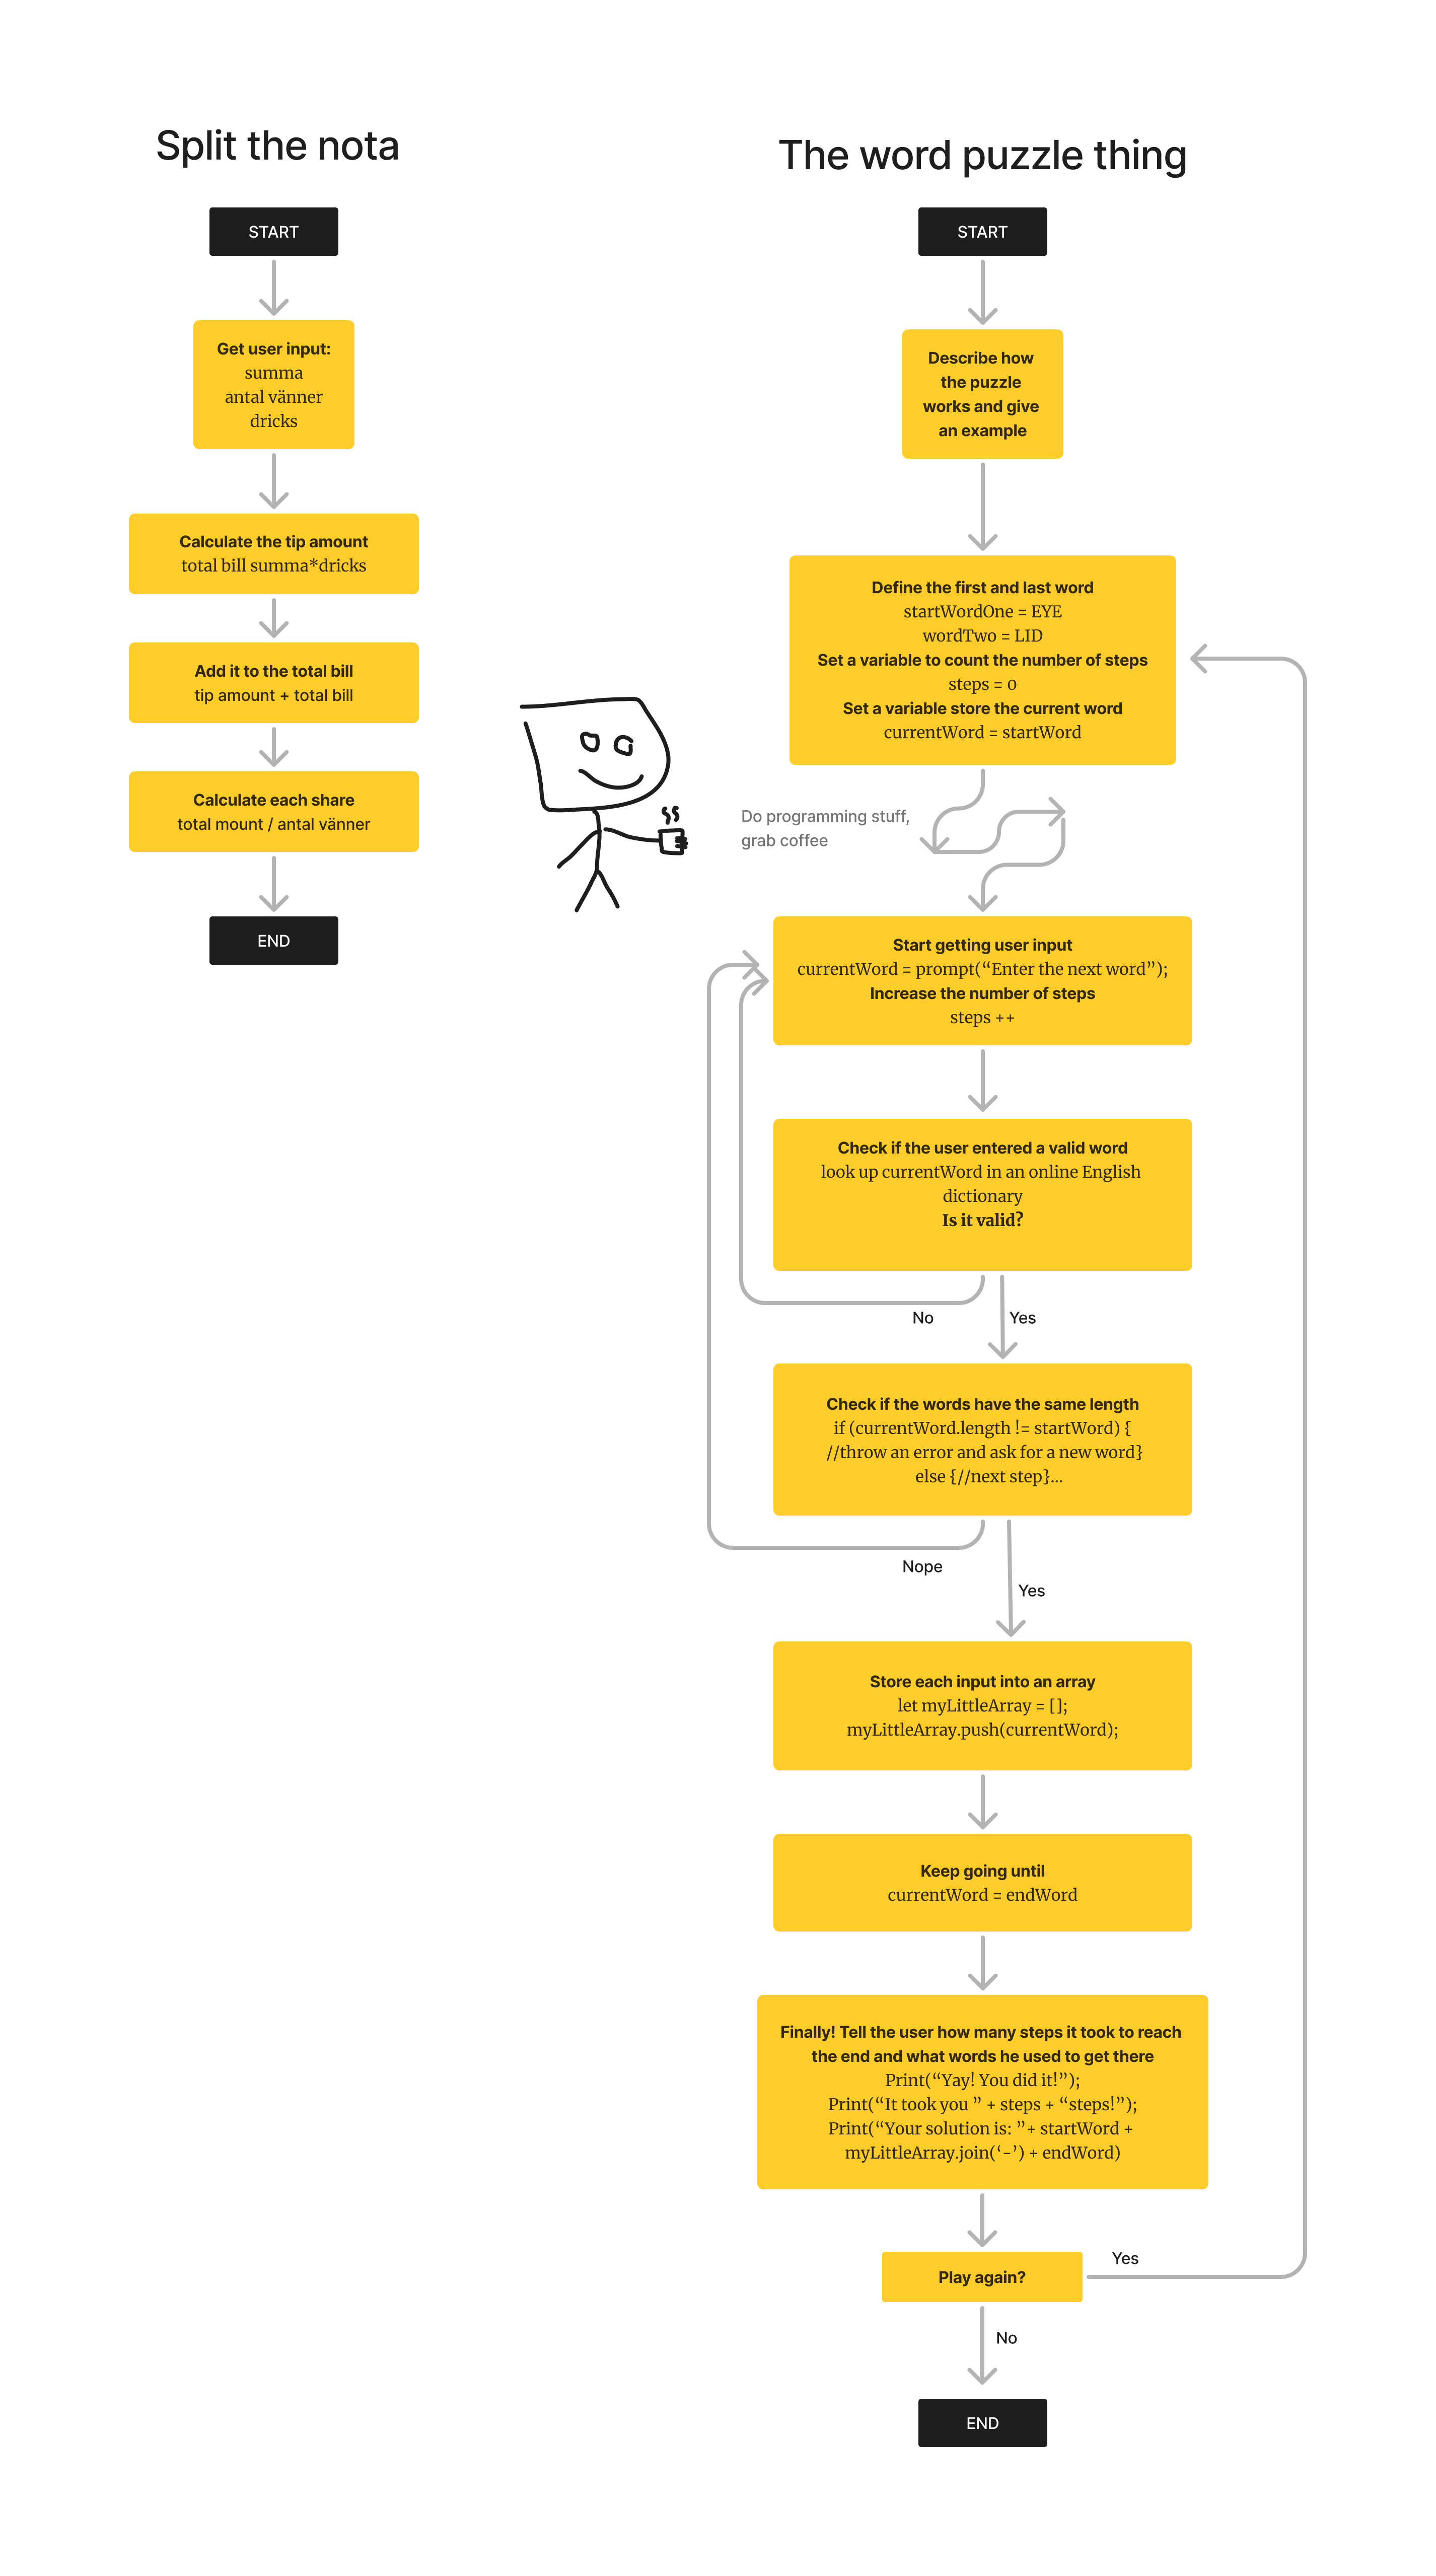 Split the nota
START
Get user input:
summa
antal vänner
dricks
Calculate the tip amount
total bill summa*dricks
Add it to the total bill
tip amount + total bill
Calculate each share
total mount / antal vänner
END
The word puzzle thing
START
Describe how
the puzzle
works and give
an example
Define the first and last word
startWordOne = EYE
wordTwo = LID
Set a variable to count the number of steps
steps = 0
Set a variable store the current word
currentWord = startWord
Do programming stuff,
grab coffee
Start getting user input
currentWord = prompt(“Enter the next word”);
Increase the number of steps
steps ++
Check if the user entered a valid word
look up currentWord in an online English
dictionary
Is it valid?
No
Yes
Check if the words have the same length
if (currentWord.length != startWord) {
//throw an error and ask for a new word}
else {//next step}...
Nope
Yes
Store each input into an array
let myLittleArray = [];
myLittleArray.push(currentWord);
Keep going until
currentWord = endWord
Finally! Tell the user how many steps it took to reach
the end and what words he used to get there
Print(“Yay! You did it!”);
Print(“It took you ” + steps + “steps!”);
Print(“Your solution is: ”+ startWord +
myLittleArray.join(‘-’) + endWord)
Play again?
Yes
No
END